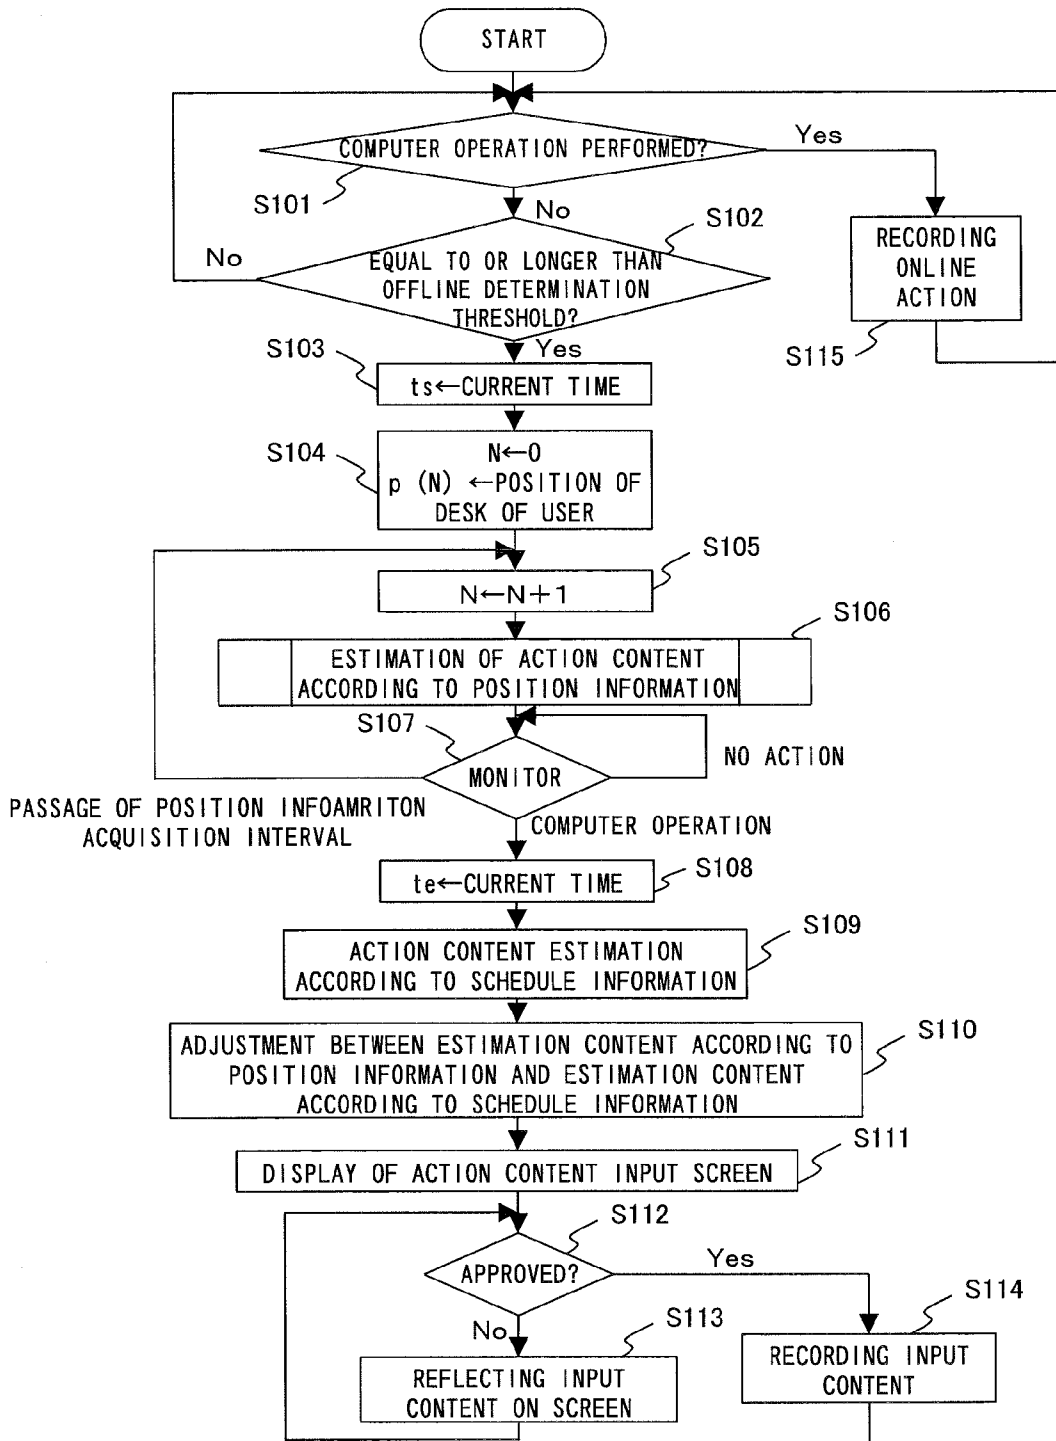 START
COMPUTER OPERATION PERFORMED?
Yes
S101
No
S102
No
EQUAL TO OR LONGER THAN
OFFLINE DETERMINATION
THRESHOLD?
RECORDING
ONLINE
ACTION
S115
Yes
S103
ts←CURRENT TIME
S104
N←0
p (N) ←POSITION OF
DESK OF USER
S105
N←N+1
S106
ESTIMATION OF ACTION CONTENT
ACCORDING TO POSITION INFORMATION
S107
MONITOR
NO ACTION
PASSAGE OF POSITION INFOAMRITON
ACQUISITION INTERVAL
COMPUTER OPERATION
te←CURRENT TIME
S108
S109
ACTION CONTENT ESTIMATION
ACCORDING TO SCHEDULE INFORMATION
S110
ADJUSTMENT BETWEEN ESTIMATION CONTENT ACCORDING TO
POSITION INFORMATION AND ESTIMATION CONTENT
ACCORDING TO SCHEDULE INFORMATION
S111
DISPLAY OF ACTION CONTENT INPUT SCREEN
S112
APPROVED?
Yes
No
S113
S114
REFLECTING INPUT
CONTENT ON SCREEN
RECORDING INPUT
CONTENT